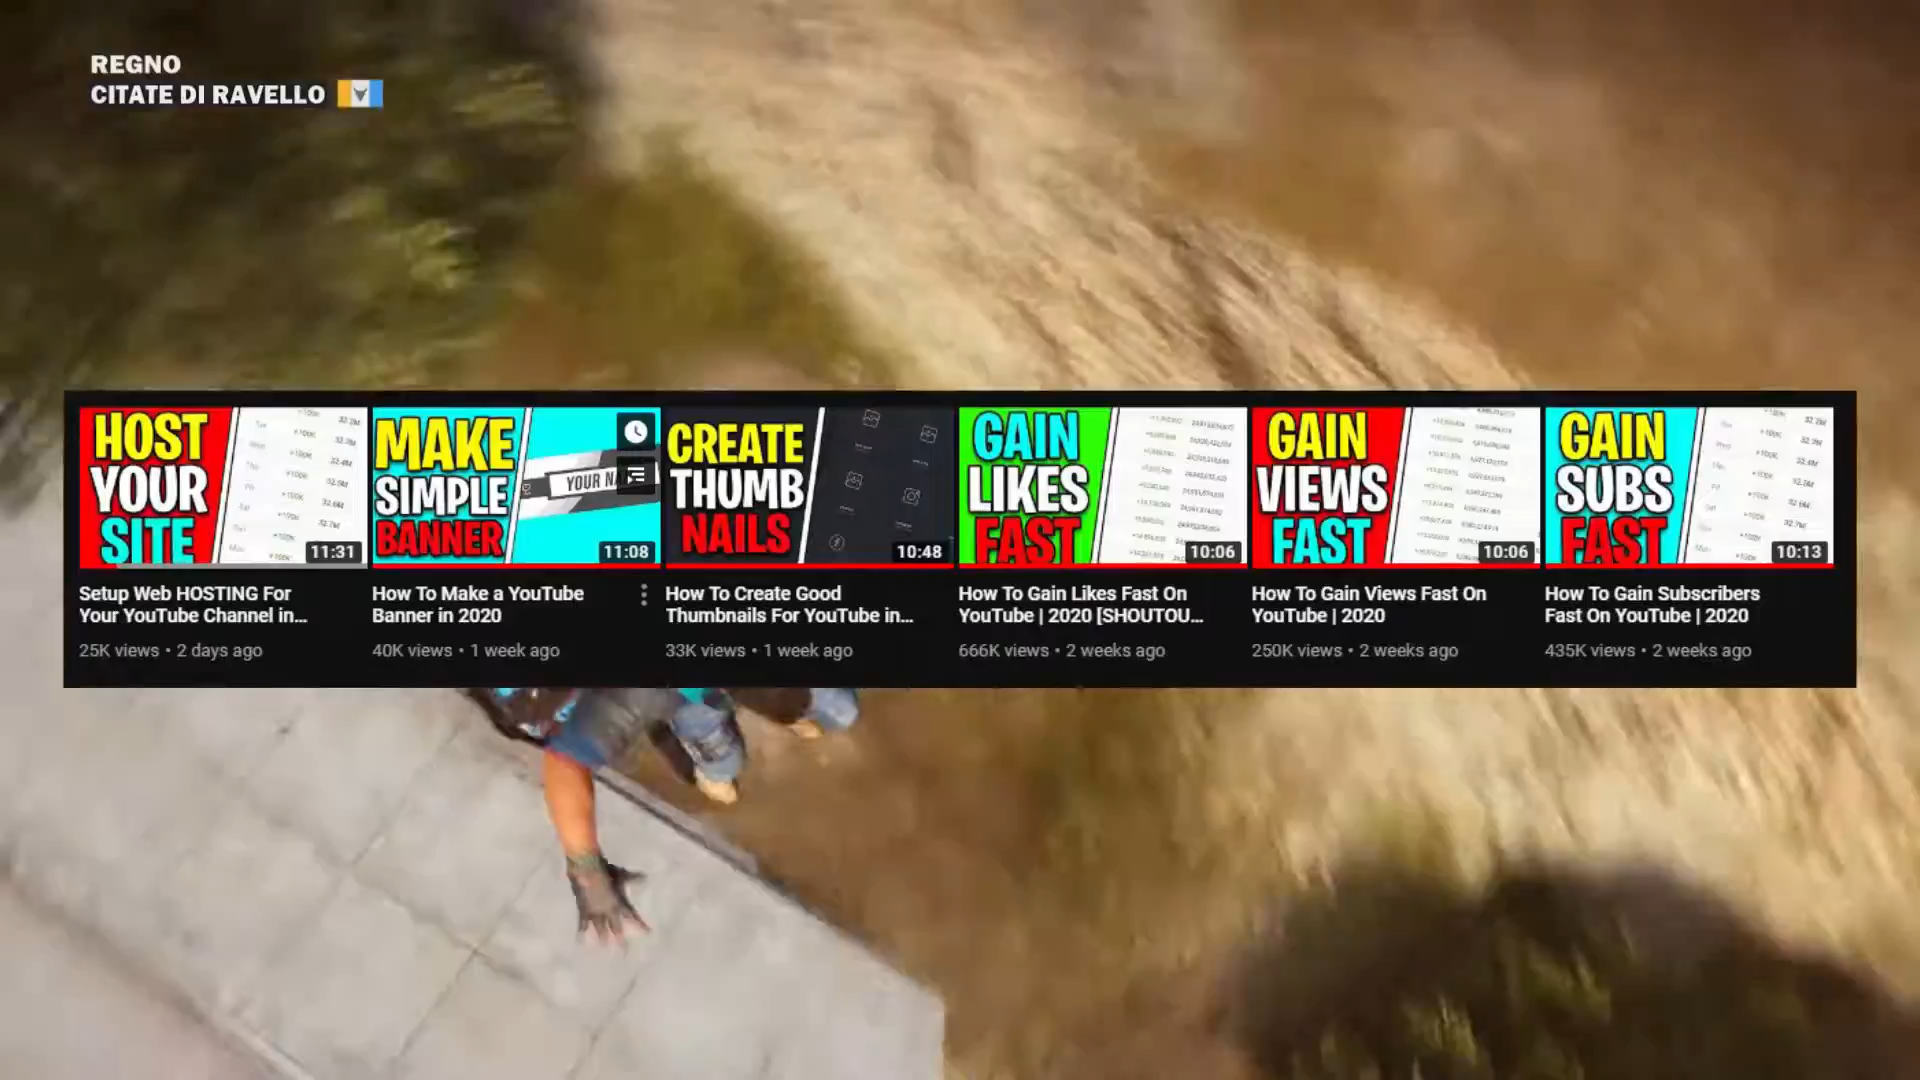 REGNO
CITATE DI RAVELLO
HOST
YOUR
SITE
11:31
Setup Web HOSTING For
Your YouTube Channel in...
25K views • 2 days ago
MAKE
SIMPLE
BANNER
YOUR NA
11:08
How To Make a YouTube
Banner in 2020
40K views • 1 week ago
CREATE
THUMB
NAILS
10:48
How To Create Good
Thumbnails For YouTube in...
33K views • 1 week ago
GAIN
LIKES
FAST
10:06
How To Gain Likes Fast On
YouTube | 2020 [SHOUTOU...
666K views • 2 weeks ago
GAIN
VIEWS
FAST
10:06
How To Gain Views Fast On
YouTube | 2020
250K views • 2 weeks ago
GAIN
SUBS
FAST
10:13
How To Gain Subscribers
Fast On YouTube | 2020
435K views • 2 weeks ago